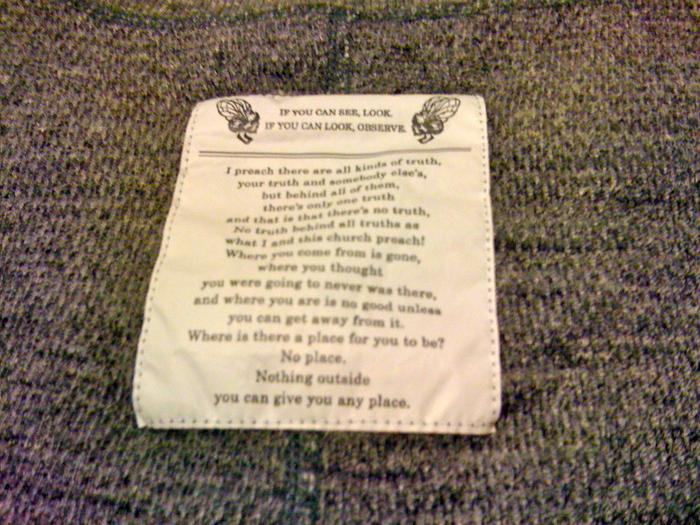 IF YOU CAN SEE, LOOK.
IF YOU CAN LOOK, OBSERVE.
I preach there are all kinds of truth,
your truth and somebody else's,
but behind all of them,
there's only one truth
and that is that there's no truth,
No truth behind all truths as
what I and this church preach!
Where you come from is gone,
where you thought
you were going to never was there,
and where you are is no good unless
you can get away from it.
Where is there a place for you to be?
No place.
Nothing outside
you can give you any place.